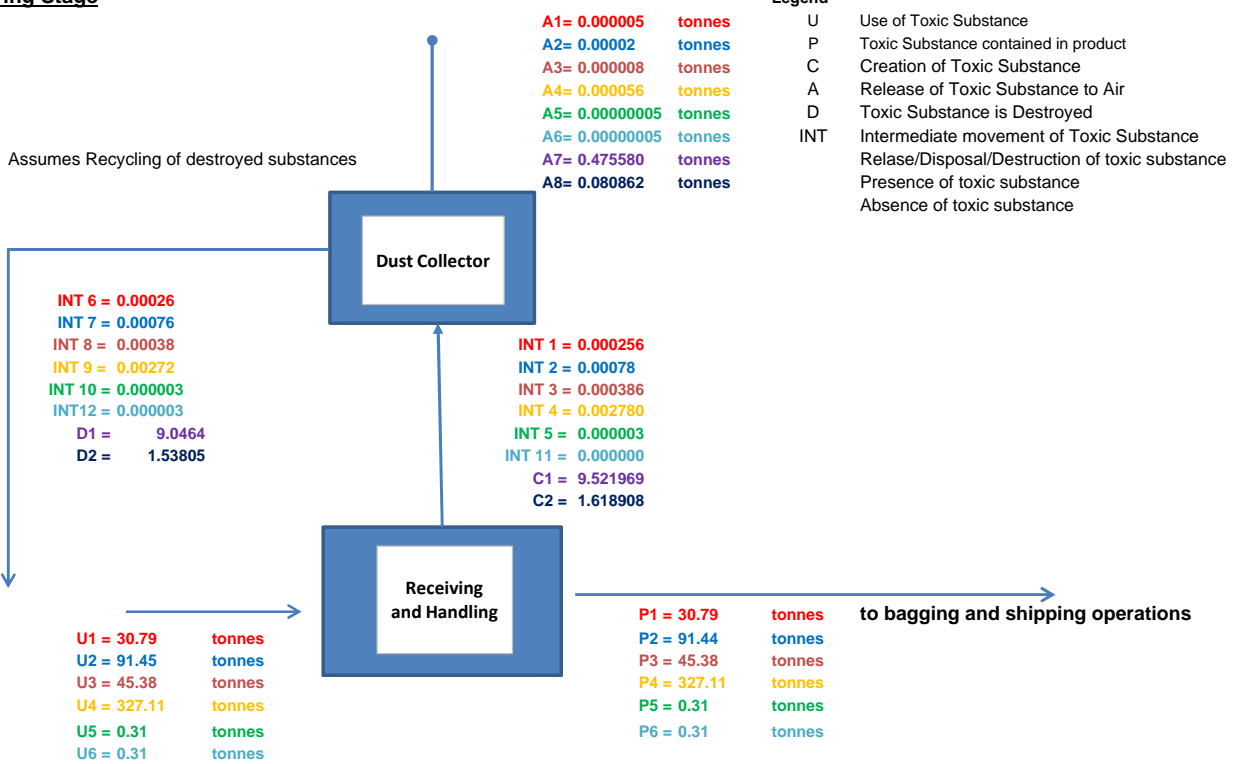 Legend
A1= 0.000005 tonnes
A2= 0.00002 tonnes
A3= 0.000008 tonnes
A4= 0.000056 tonnes
A5= 0.00000005 tonnes
A6= 0.00000005 tonnes
A7= 0.475580 tonnes
A8= 0.080862 tonnes
U Use of Toxic Substance
P Toxic Substance contained in product
C Creation of Toxic Substance
A Release of Toxic Substance to Air
D Toxic Substance is Destroyed
INT Intermediate movement of Toxic Substance
Relase/Disposal/Destruction of toxic substance
Presence of toxic substance
Absence of toxic substance
Assumes Recycling of destroyed substances
Dust Collector
INT 6 = 0.00026
INT 7 = 0.00076
INT 8 = 0.00038
INT 9 = 0.00272
INT 10 = 0.000003
INT12 = 0.000003
D1 = 9.0464
D2 = 1.53805
INT 1 = 0.000256
INT 2 = 0.00078
INT 3 = 0.000386
INT 4 = 0.002780
INT 5 = 0.000003
INT 11 = 0.000000
C1 = 9.521969
C2 = 1.618908
Receiving
and Handling
to bagging and shipping operations
U1 = 30.79 tonnes
U2 = 91.45 tonnes
U3 = 45.38 tonnes
U4 = 327.11 tonnes
U5 = 0.31 tonnes
U6 = 0.31 tonnes
P1 = 30.79 tonnes
P2 = 91.44 tonnes
P3 = 45.38 tonnes
P4 = 327.11 tonnes
P5 = 0.31 tonnes
P6 = 0.31 tonnes